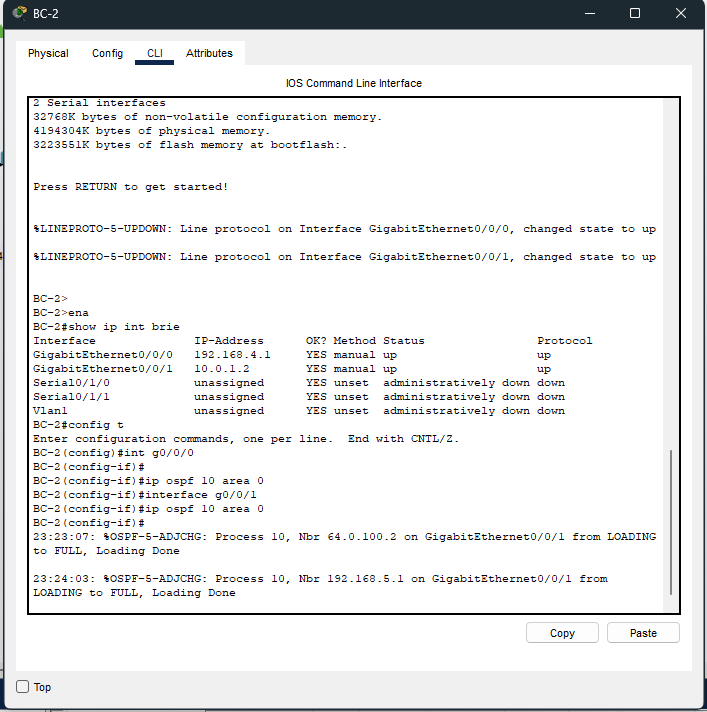 BC-2
Physical Config CLI Attributes
IOS Command Line Interface
2 Serial interfaces
32768K bytes of non-volatile configuration memory.
4194304K bytes of physical memory.
3223551K bytes of flash memory at bootflash:.
Press RETURN to get started!
%LINEPROTO-5-UPDOWN: Line protocol on Interface GigabitEthernet0/0/0, changed state to up
%LINEPROTO-5-UPDOWN: Line protocol on Interface GigabitEthernet0/0/1, changed state to up
BC-2>
BC-2>ena
BC-2#show ip int brie
Interface IP-Address OK? Method Status Protocol
GigabitEthernet0/0/0 192.168.4.1 YES manual up up
GigabitEthernet0/0/1 10.0.1.2 YES manual up up
Serial0/1/0 unassigned YES unset administratively down down
Serial0/1/1 unassigned YES unset administratively down down
Vlan1 unassigned YES unset administratively down down
BC-2#config t
Enter configuration commands, one per line. End with CNTL/Z.
BC-2(config)#int g0/0/0
BC-2(config-if)#
BC-2(config-if)#ip ospf 10 area 0
BC-2(config-if)#interface g0/0/1
BC-2(config-if)#ip ospf 10 area 0
BC-2(config-if)#
23:23:07: %OSPF-5-ADJCHG: Process 10, Nbr 64.0.100.2 on GigabitEthernet0/0/1 from LOADING
to FULL, Loading Done
23:24:03: %OSPF-5-ADJCHG: Process 10, Nbr 192.168.5.1 on GigabitEthernet0/0/1 from
LOADING to FULL, Loading Done
Copy Paste
Top